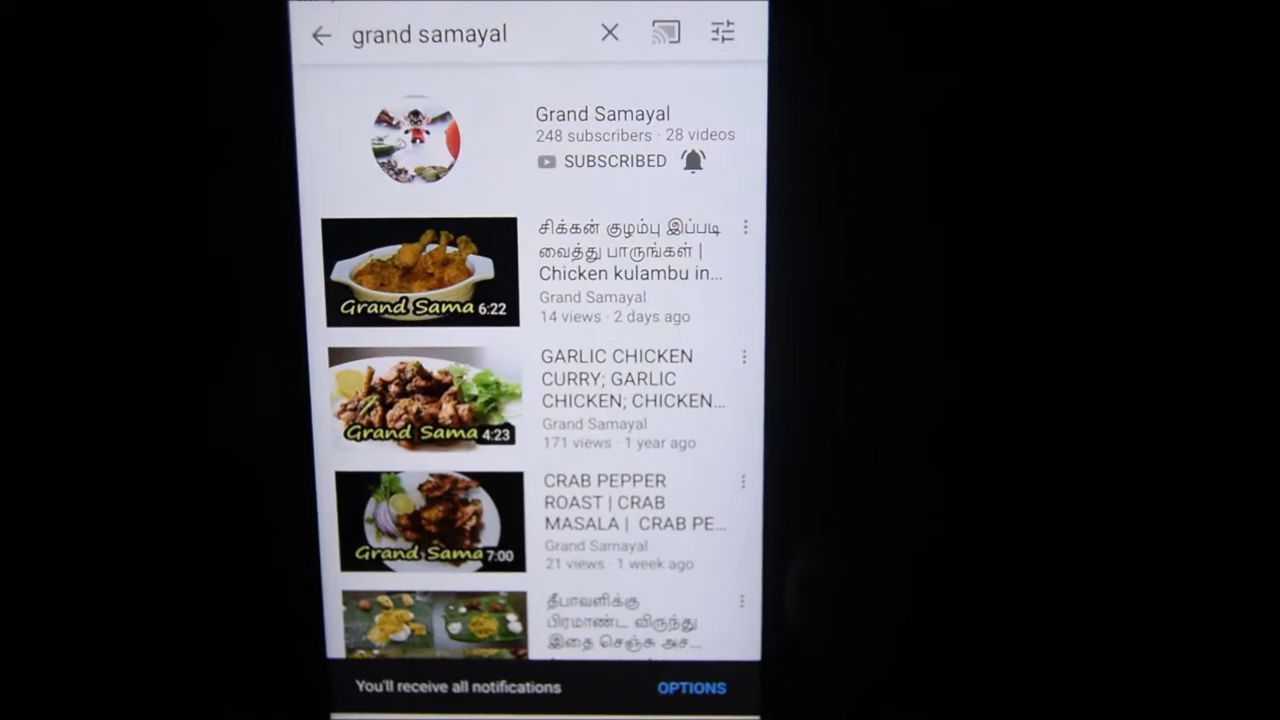 grand samayal
Grand Samayal
248 subscribers · 28 videos
SUBSCRIBED
சிக்கன் குழம்பு இப்படி
வைத்து பாருங்கள் |
Chicken kulambu in...
Grand Samayal
14 views · 2 days ago
Grand Sama 6:22
GARLIC CHICKEN
CURRY; GARLIC
CHICKEN; CHICKEN...
Grand Samayal
171 views · 1 year ago
Grand Sama 4:23
CRAB PEPPER
ROAST | CRAB
MASALA | CRAB PE...
Grand Samayal
21 views · 1 week ago
Grand Sama 7:00
தீபாவளிக்கு
பிரமாண்ட விருந்து
இதை செஞ்சு அச...
You'll receive all notifications
OPTIONS